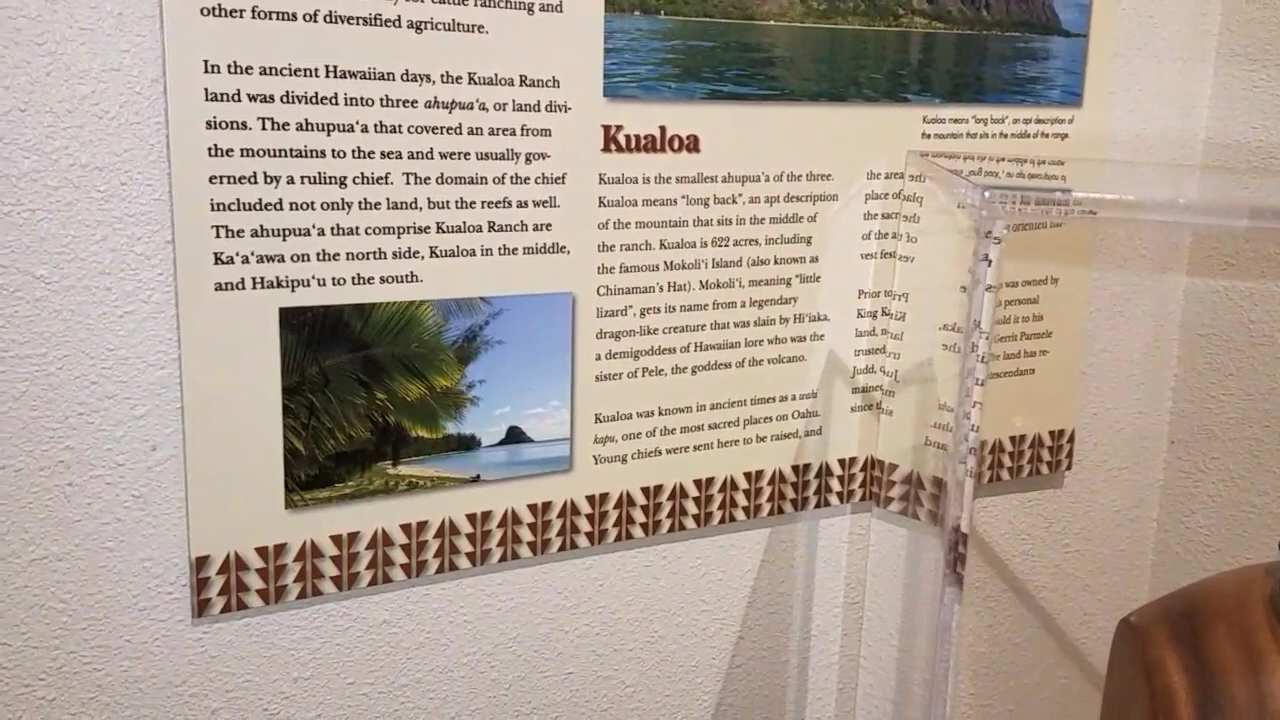 cattle ranching and
other forms of diversified agriculture.
In the ancient Hawaiian days, the Kualoa Ranch
land was divided into three ahupua‘a, or land divi-
sions. The ahupua‘a that covered an area from
the mountains to the sea and were usually gov-
erned by a ruling chief. The domain of the chief
included not only the land, but the reefs as well.
The ahupua‘a that comprise Kualoa Ranch are
Ka‘a‘awa on the north side, Kualoa in the middle,
and Hakipu‘u to the south.
Kualoa
Kualoa is the smallest ahupua'a of the three.
Kualoa means "long back", an apt description
of the mountain that sits in the middle of
the ranch. Kualoa is 622 acres, including
the famous Mokoli'i Island (also known as
Chinaman's Hat). Mokoli'i, meaning "little
lizard", gets its name from a legendary
dragon-like creature that was slain by Hi'iaka,
a demigoddess of Hawaiian lore who was the
sister of Pele, the goddess of the volcano.
Kualoa was known in ancient times as a wahi
kapu, one of the most sacred places on Oahu.
Young chiefs were sent here to be raised, and
Kualoa means "long back", an apt description of
the mountain that sits in the middle of the range.
the area
place of
the sacr
of the a
vest fest
Prior to
King K
land,
trusted
Judd,
maine
since
oriented
was owned by
personal
old it to his
Gerrit Parmele
he land has re-
escendants